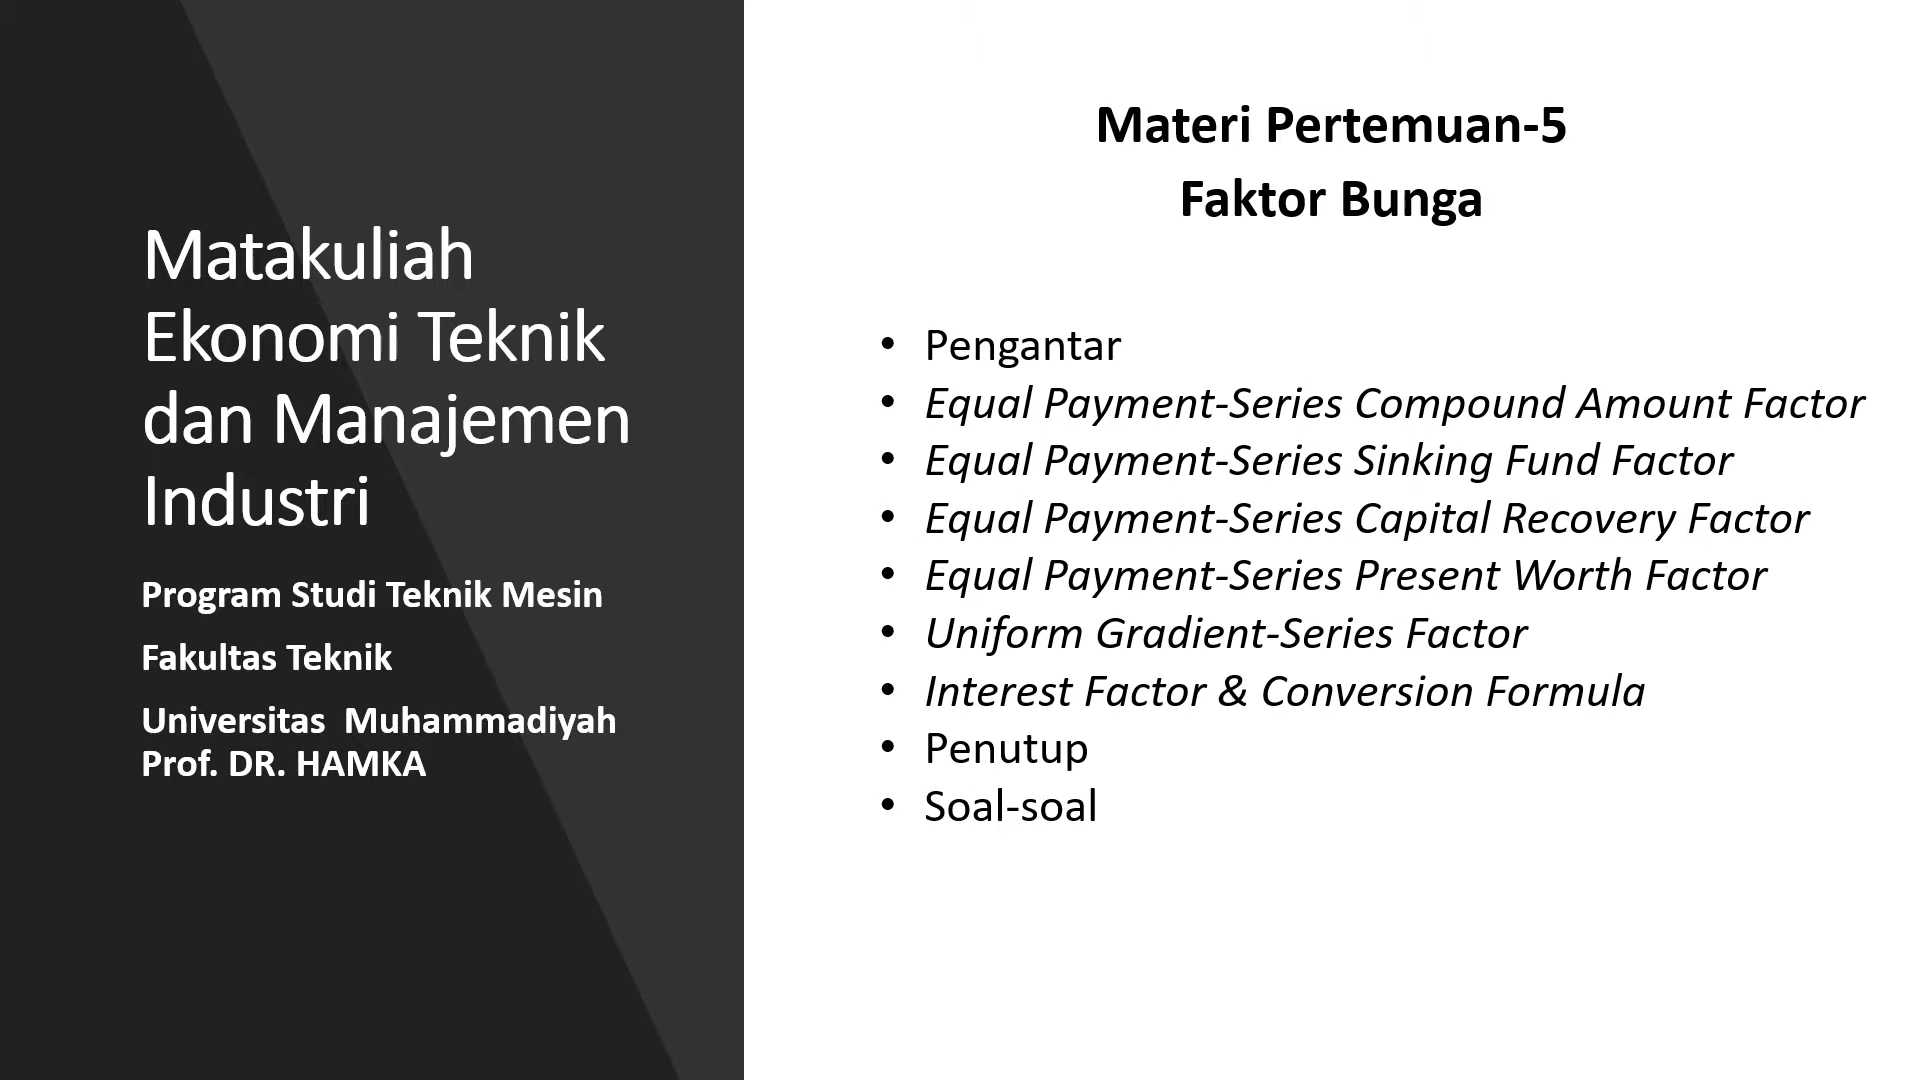 Matakuliah
Ekonomi Teknik
dan Manajemen
Industri
Program Studi Teknik Mesin
Fakultas Teknik
Universitas Muhammadiyah
Prof. DR. HAMKA
Materi Pertemuan-5
Faktor Bunga
• Pengantar
• Equal Payment-Series Compound Amount Factor
• Equal Payment-Series Sinking Fund Factor
• Equal Payment-Series Capital Recovery Factor
• Equal Payment-Series Present Worth Factor
• Uniform Gradient-Series Factor
• Interest Factor & Conversion Formula
• Penutup
• Soal-soal